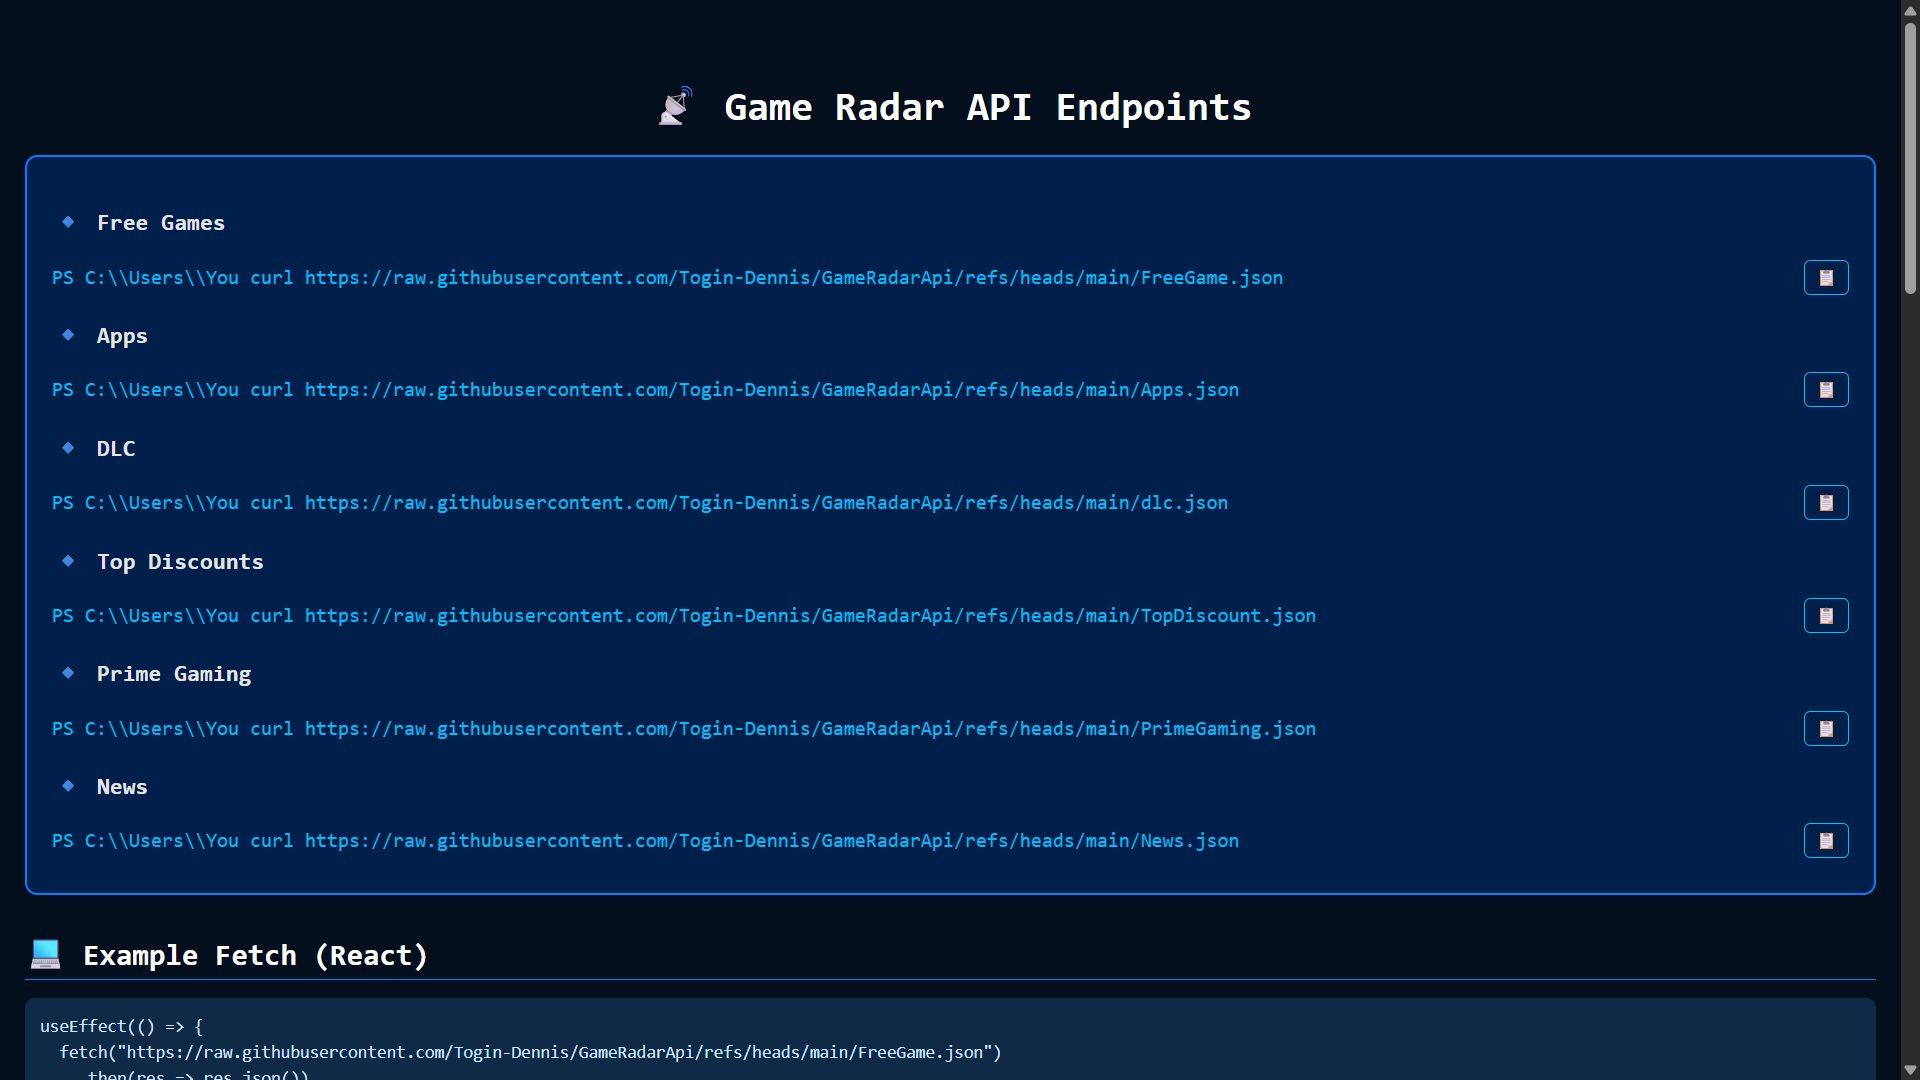 Game Radar API Endpoints
Free Games
PS C:\\Users\\You curl https://raw.githubusercontent.com/Togin-Dennis/GameRadarApi/refs/heads/main/FreeGame.json
Apps
PS C:\\Users\\You curl https://raw.githubusercontent.com/Togin-Dennis/GameRadarApi/refs/heads/main/Apps.json
DLC
PS C:\\Users\\You curl https://raw.githubusercontent.com/Togin-Dennis/GameRadarApi/refs/heads/main/dlc.json
Top Discounts
PS C:\\Users\\You curl https://raw.githubusercontent.com/Togin-Dennis/GameRadarApi/refs/heads/main/TopDiscount.json
Prime Gaming
PS C:\\Users\\You curl https://raw.githubusercontent.com/Togin-Dennis/GameRadarApi/refs/heads/main/PrimeGaming.json
News
PS C:\\Users\\You curl https://raw.githubusercontent.com/Togin-Dennis/GameRadarApi/refs/heads/main/News.json
Example Fetch (React)
useEffect(() => {
fetch("https://raw.githubusercontent.com/Togin-Dennis/GameRadarApi/refs/heads/main/FreeGame.json")
.then(res => res.json())